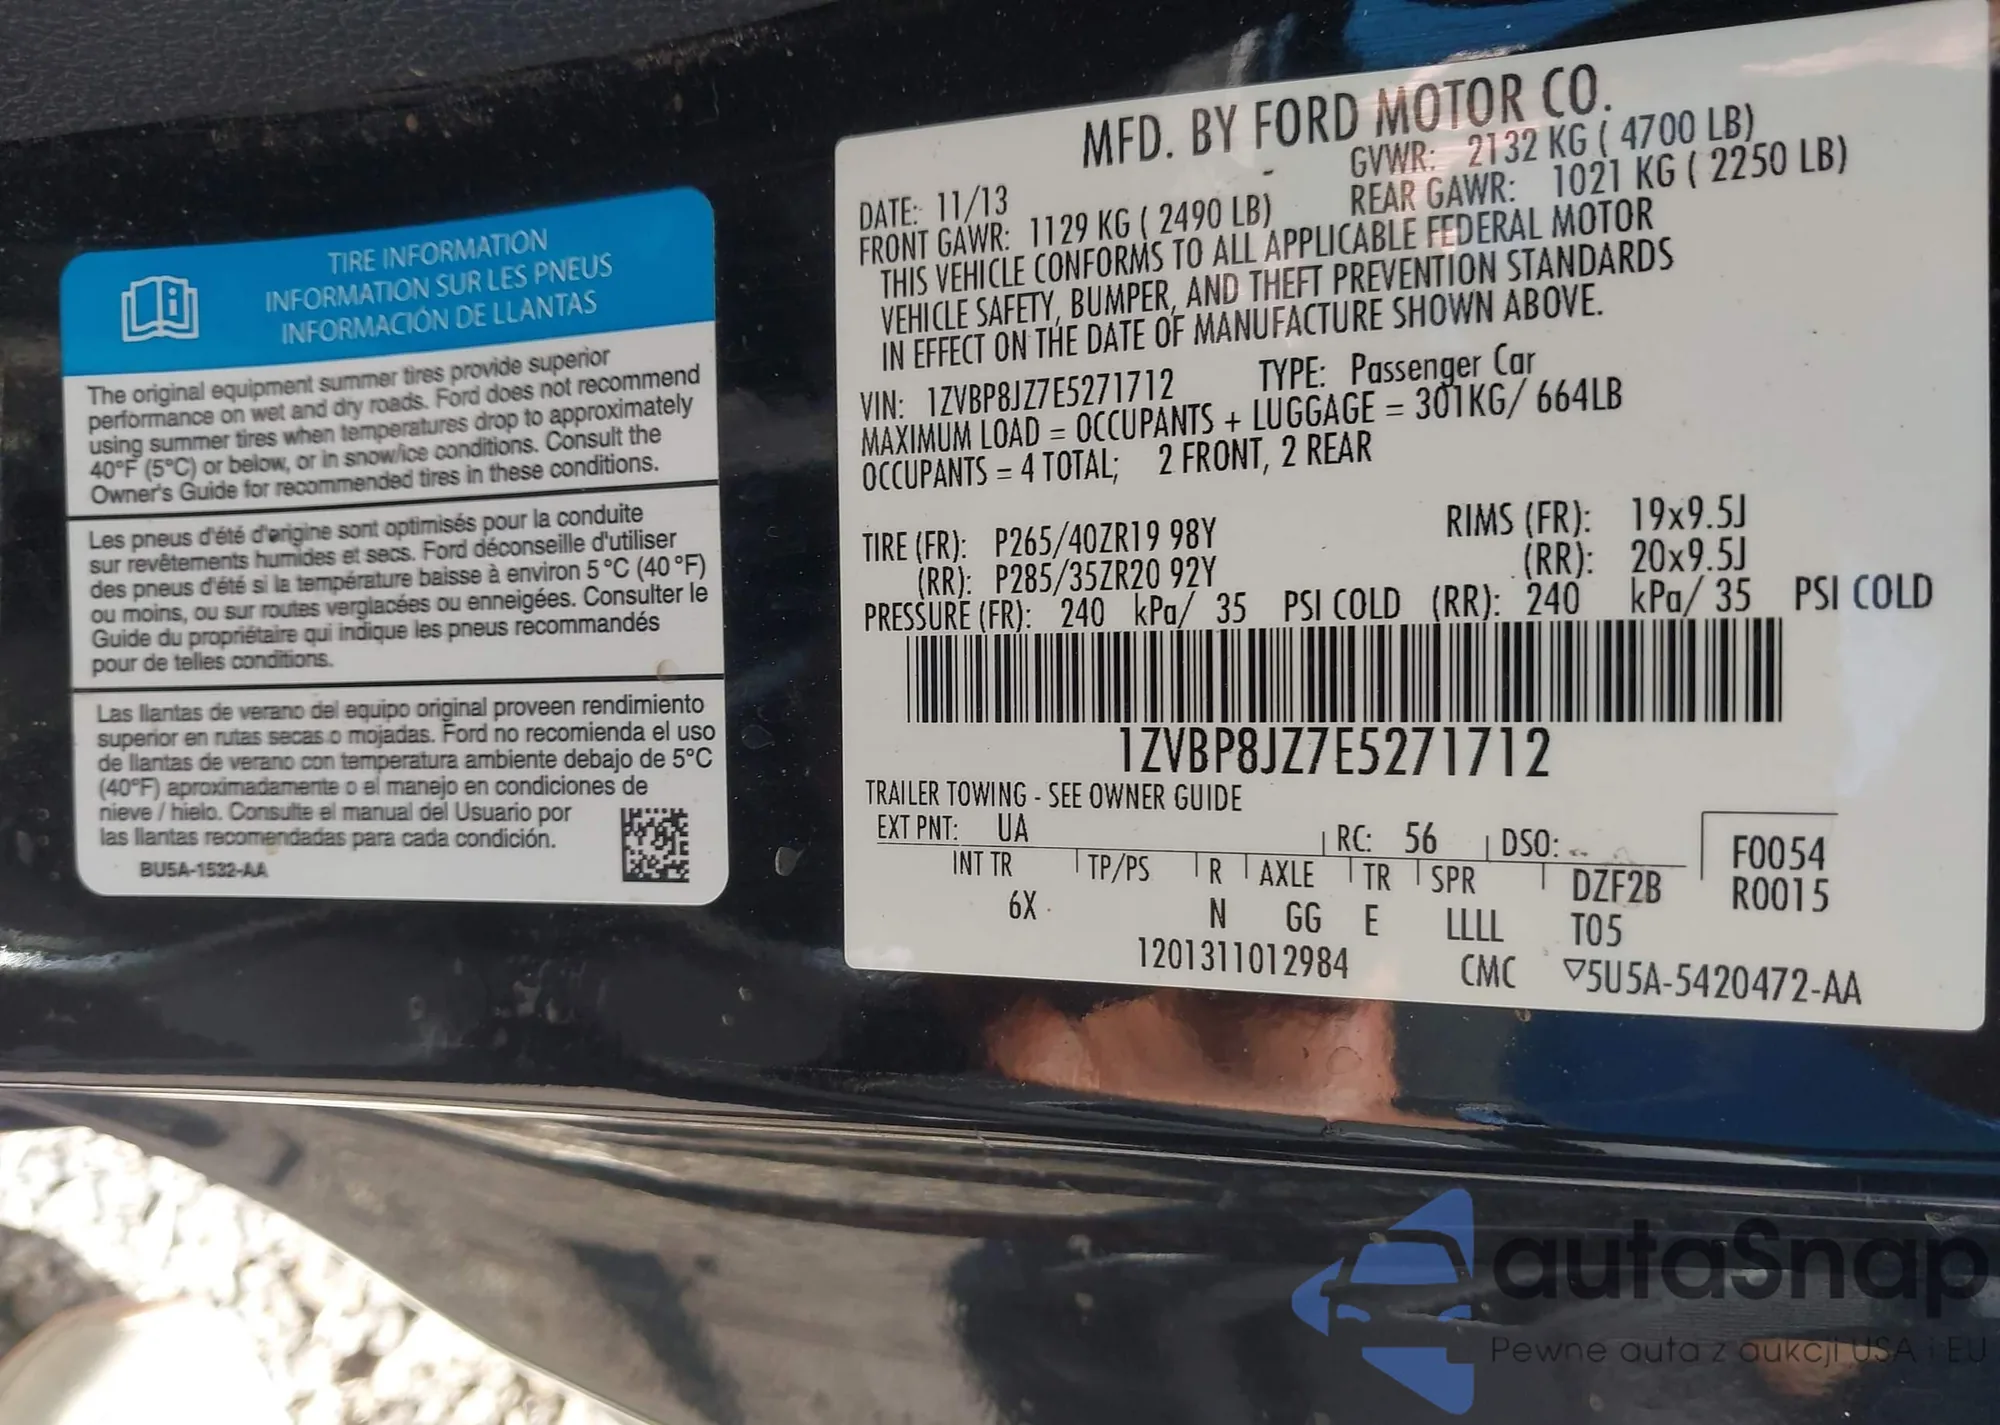 TIRE INFORMATION
INFORMATION SUR LES PNEUS
INFORMACIÓN DE LLANTAS
The original equipment summer tires provide superior
performance on wet and dry roads. Ford does not recommend
using summer tires when temperatures drop to approximately
40°F (5°C) or below, or in snow/ice conditions. Consult the
Owner's Guide for recommended tires in these conditions.
Les pneus d'été d'origine sont optimisés pour la conduite
sur revêtements humides et secs. Ford déconseille d'utiliser
des pneus d'été si la température baisse à environ 5°C (40°F)
ou moins, ou sur routes verglacées ou enneigées. Consulter le
Guide du propriétaire qui indique les pneus recommandés
pour de telles conditions.
Las llantas de verano del equipo original proveen rendimiento
superior en rutas secas o mojadas. Ford no recomienda el uso
de llantas de verano con temperatura ambiente debajo de 5°C
(40°F) aproximadamente o el manejo en condiciones de
nieve / hielo. Consulte el manual del Usuario por
las llantas recomendadas para cada condición.
BU5A-1532-AA
MFD. BY FORD MOTOR CO.
DATE: 11/13 GVWR: 2132 KG ( 4700 LB)
FRONT GAWR: 1129 KG ( 2490 LB) REAR GAWR: 1021 KG ( 2250 LB)
THIS VEHICLE CONFORMS TO ALL APPLICABLE FEDERAL MOTOR
VEHICLE SAFETY, BUMPER, AND THEFT PREVENTION STANDARDS
IN EFFECT ON THE DATE OF MANUFACTURE SHOWN ABOVE.
VIN: 1ZVBP8JZ7E5271712 TYPE: Passenger Car
MAXIMUM LOAD = OCCUPANTS + LUGGAGE = 301KG/ 664LB
OCCUPANTS = 4 TOTAL; 2 FRONT, 2 REAR
TIRE (FR): P265/40ZR19 98Y RIMS (FR): 19x9.5J
(RR): P285/35ZR20 92Y (RR): 20x9.5J
PRESSURE (FR): 240 kPa/ 35 PSI COLD (RR): 240 kPa/ 35 PSI COLD
1ZVBP8JZ7E5271712
TRAILER TOWING - SEE OWNER GUIDE
EXT PNT: UA RC: 56 DSO: F0054
INT TR TP/PS R AXLE TR SPR DZF2B R0015
6X N GG E LLLL T05
1201311012984 CMC ▽5U5A-5420472-AA
autaSnap
Pewne auta z aukcji USA i EU